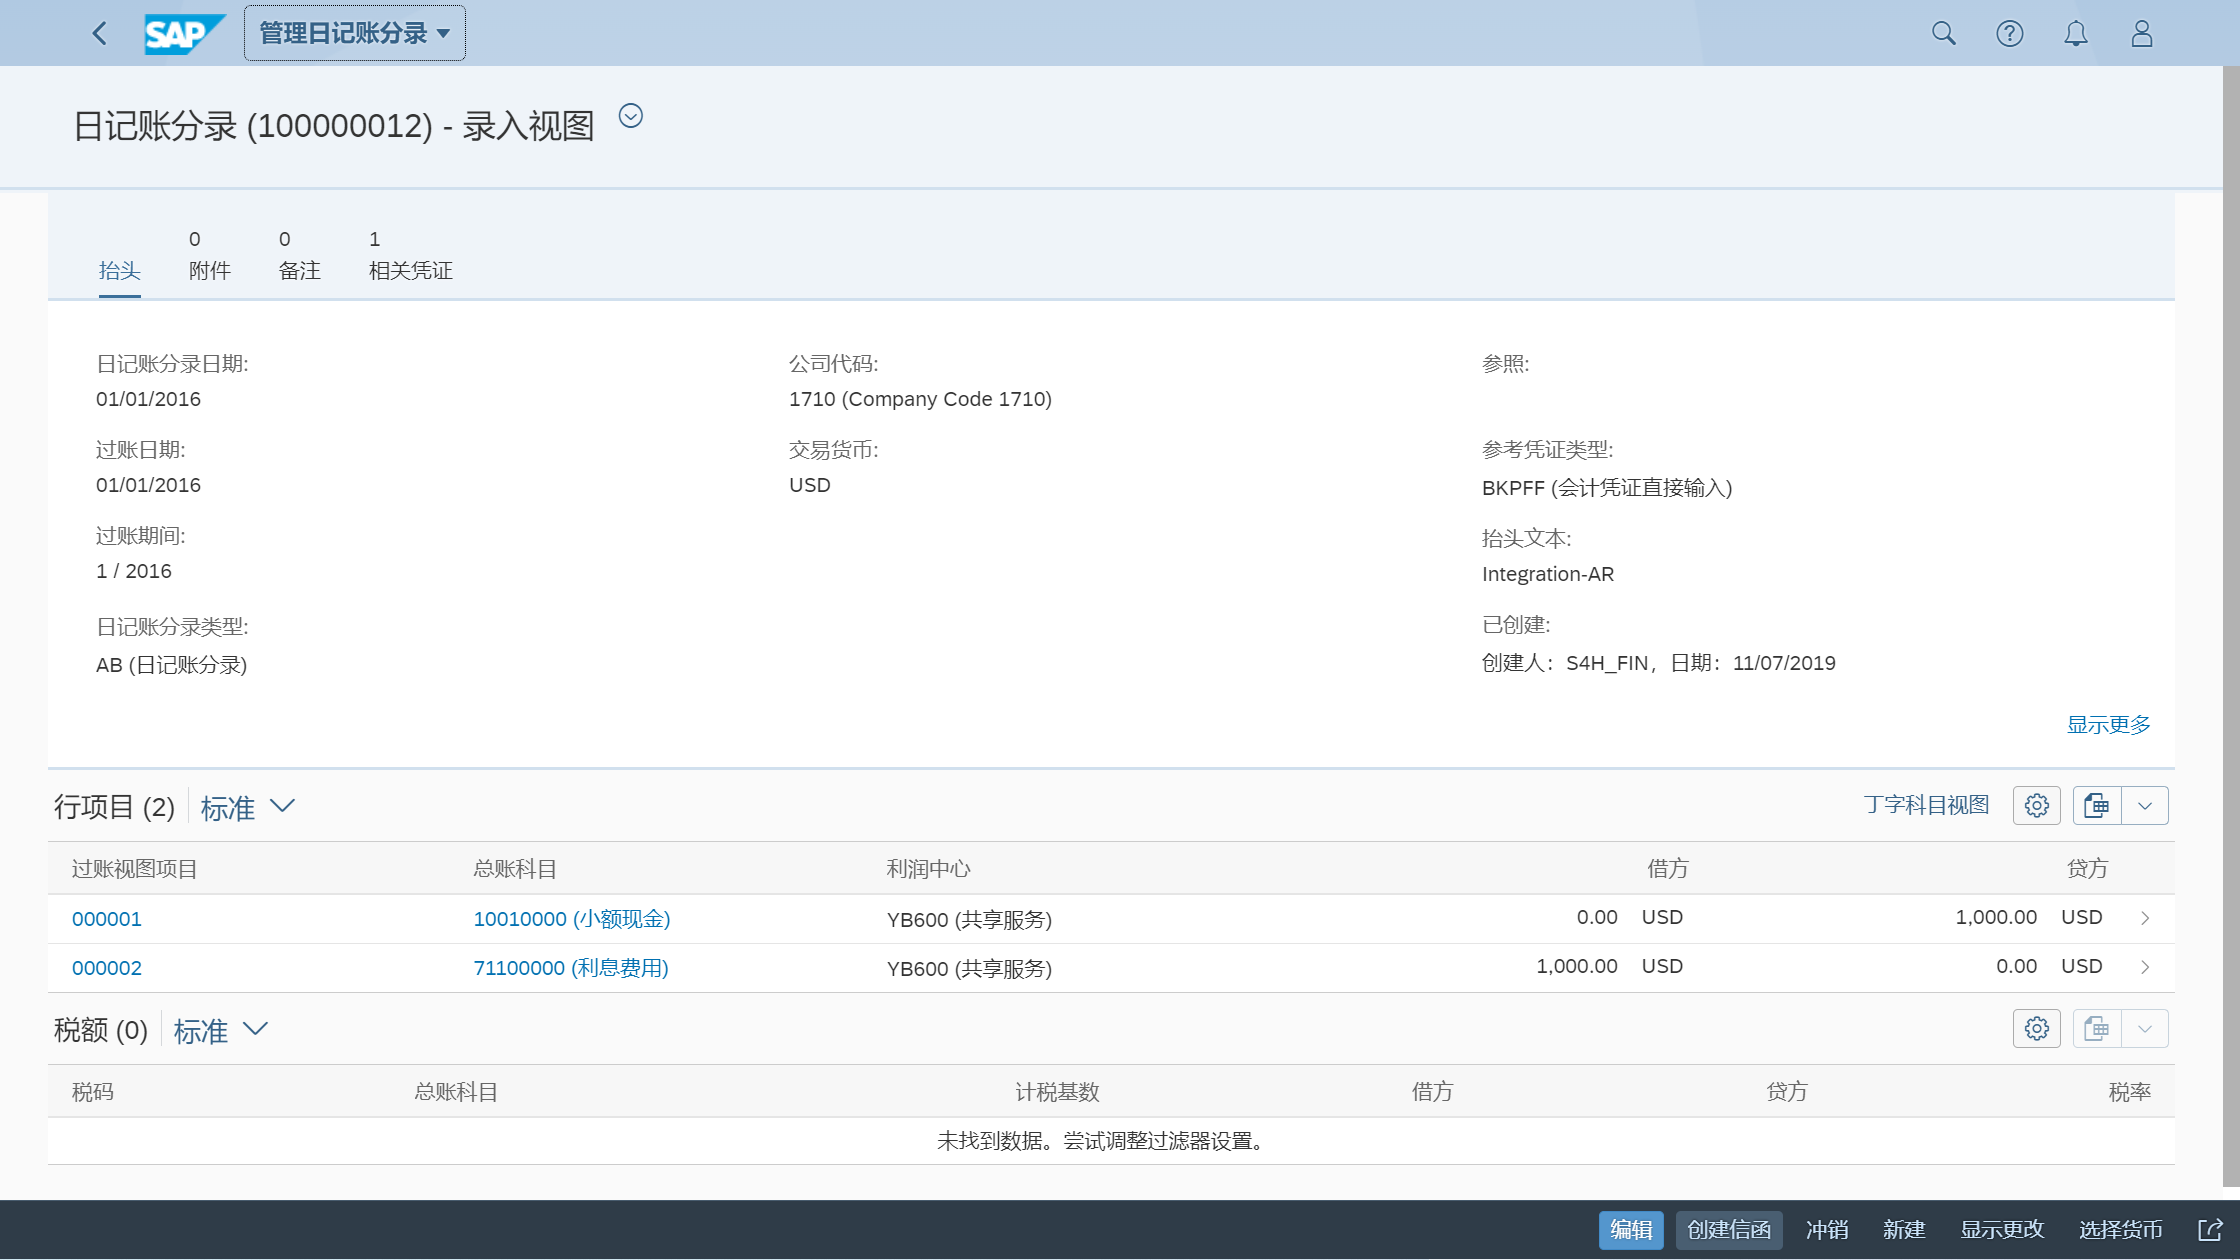 SAP 管理日记账分录
日记账分录 (100000012) - 录入视图
0 0 1
抬头 附件 备注 相关凭证
日记账分录日期: 公司代码: 参照:
01/01/2016 1710 (Company Code 1710)
过账日期: 交易货币: 参考凭证类型:
01/01/2016 USD BKPFF (会计凭证直接输入)
过账期间: 抬头文本:
1 / 2016 Integration-AR
日记账分录类型: 已创建:
AB (日记账分录) 创建人：S4H_FIN，日期：11/07/2019
显示更多
行项目 (2) 标准 丁字科目视图
过账视图项目 总账科目 利润中心 借方 贷方
000001 10010000 (小额现金) YB600 (共享服务) 0.00 USD 1,000.00 USD
000002 71100000 (利息费用) YB600 (共享服务) 1,000.00 USD 0.00 USD
税额 (0) 标准
税码 总账科目 计税基数 借方 贷方 税率
未找到数据。尝试调整过滤器设置。
编辑 创建信函 冲销 新建 显示更改 选择货币